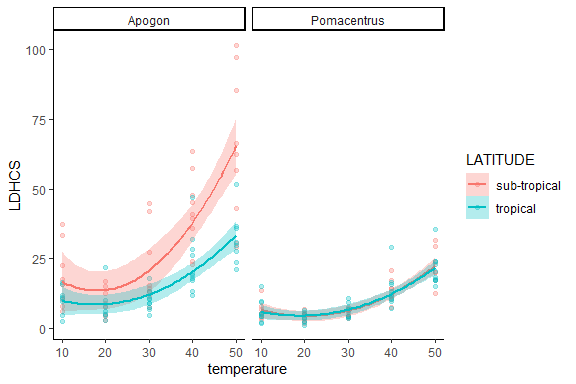 Apogon Pomacentrus
100
75
50
25
0
LDHCS
10 20 30 40 50 10 20 30 40 50
temperature
LATITUDE
sub-tropical
tropical